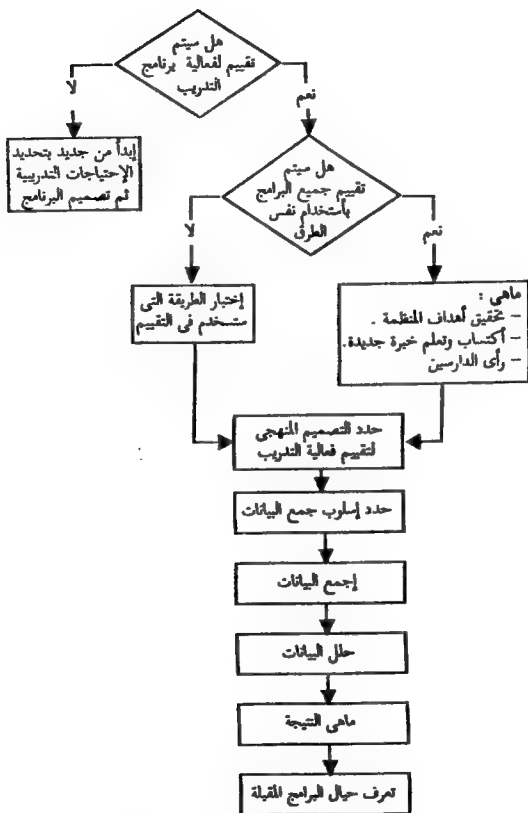 هل سيتم
تقييم لفعالية برنامج
التدريب
لا
نعم
إبدأ من جديد بتحديد
الإحتياجات التدريبية
ثم تصميم البرنامج
هل سيتم
تقييم جميع البرامج
بأستخدام نفس
الطرق
لا
نعم
إختبار الطريقة التى
ستستخدم فى التقييم
ماهى :
– تحقيق أهداف المنظمة .
– أكتساب وتعلم خبرة جديدة.
– رأى الدارسين
حدد التصميم المنهجى
لتقييم فعالية التدريب
حدد إسلوب جمع البيانات
إجمع البيانات
حلل البيانات
ماهى النتيجة
تعرف حيال البرامج المقبلة